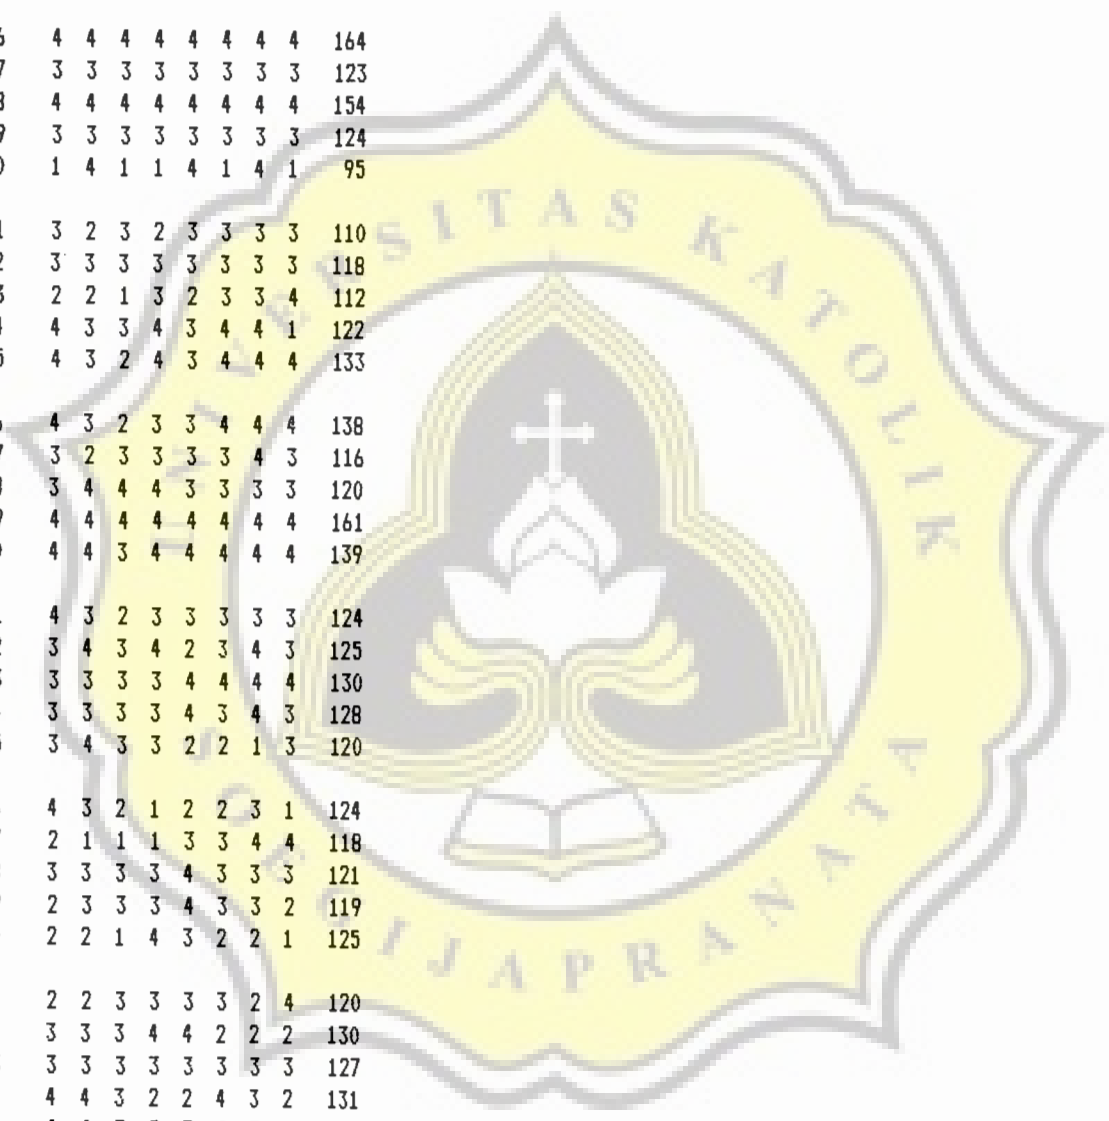 6 4 4 4 4 4 4 4 4 164
7 3 3 3 3 3 3 3 3 123
8 4 4 4 4 4 4 4 4 154
9 3 3 3 3 3 3 3 3 124
0 1 4 1 1 4 1 4 1 95
1 3 2 3 2 3 3 3 3 110
2 3 3 3 3 3 3 3 3 118
3 2 2 1 3 2 3 3 4 112
4 3 3 4 3 4 4 1 122
5 4 3 2 4 3 4 4 4 133
4 3 2 3 3 4 4 4 138
7 3 2 3 3 3 3 4 3 116
3 4 4 4 3 3 3 3 120
4 4 4 4 4 4 4 4 161
4 4 3 4 4 4 4 4 139
4 3 2 3 3 3 3 3 124
3 4 3 4 2 3 4 3 125
3 3 3 3 4 4 4 4 130
3 3 3 3 4 3 4 3 128
3 4 3 3 2 2 1 3 120
4 3 2 1 2 2 3 1 124
2 1 1 1 3 3 4 4 118
3 3 3 3 4 3 3 3 121
2 3 3 3 4 3 3 2 119
2 2 1 4 3 2 2 1 125
2 2 3 3 3 3 2 4 120
3 3 3 4 4 2 2 2 130
3 3 3 3 3 3 3 3 127
4 4 3 2 2 4 3 2 131
UNIVERSITAS KATOLIK
SOEGIJAPRANATA